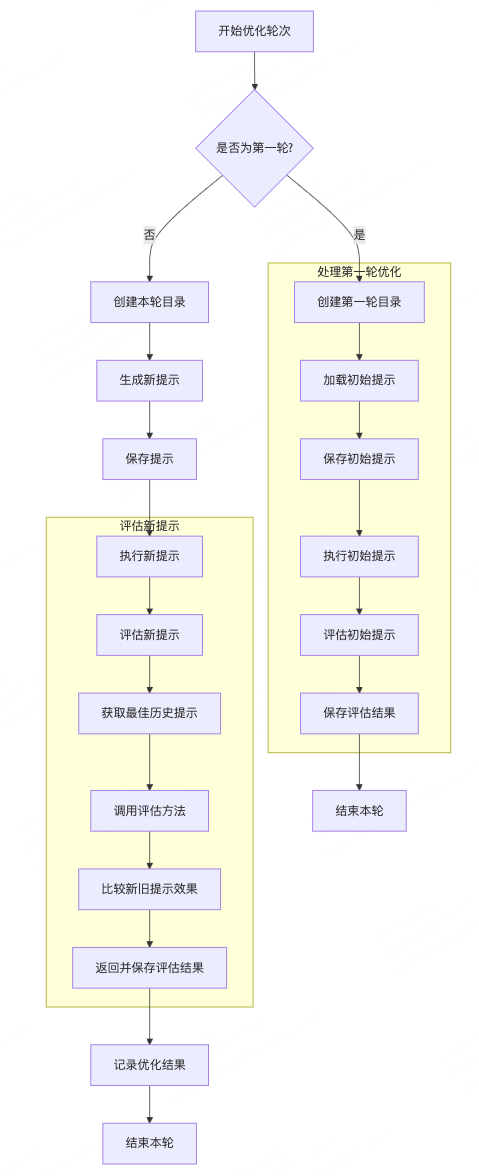 开始优化轮次
是否为第一轮?
否
是
处理第一轮优化
创建本轮目录
创建第一轮目录
生成新提示
加载初始提示
保存提示
保存初始提示
评估新提示
执行新提示
执行初始提示
评估新提示
评估初始提示
获取最佳历史提示
保存评估结果
调用评估方法
结束本轮
比较新旧提示效果
返回并保存评估结果
记录优化结果
结束本轮